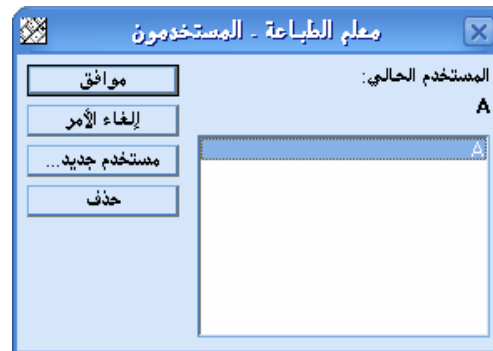 معلم الطباعة - المستخدمون
المستخدم الحالي:
A
A
موافق
إلغاء الأمر
مستخدم جديد...
حذف